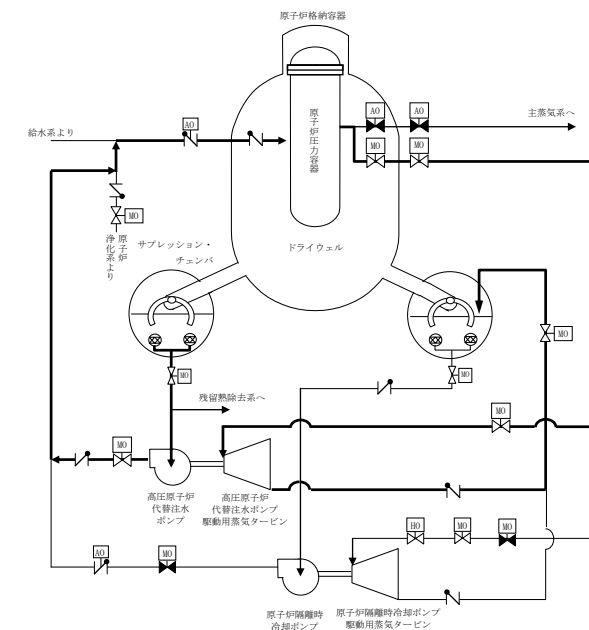 原子炉格納容器
給水系より
AO
AO
AO
主蒸気系へ
MO
MO
原子炉圧力容器
MO
原子炉
浄化系より
サプレッション・
チェンバ
ドライウェル
MO
MO
MO
残留熱除去系へ
MO
MO
高圧原子炉
代替注水
ポンプ
高圧原子炉
代替注水ポンプ
駆動用蒸気タービン
HO
MO
MO
AO
MO
原子炉隔離時
冷却ポンプ
原子炉隔離時冷却ポンプ
駆動用蒸気タービン